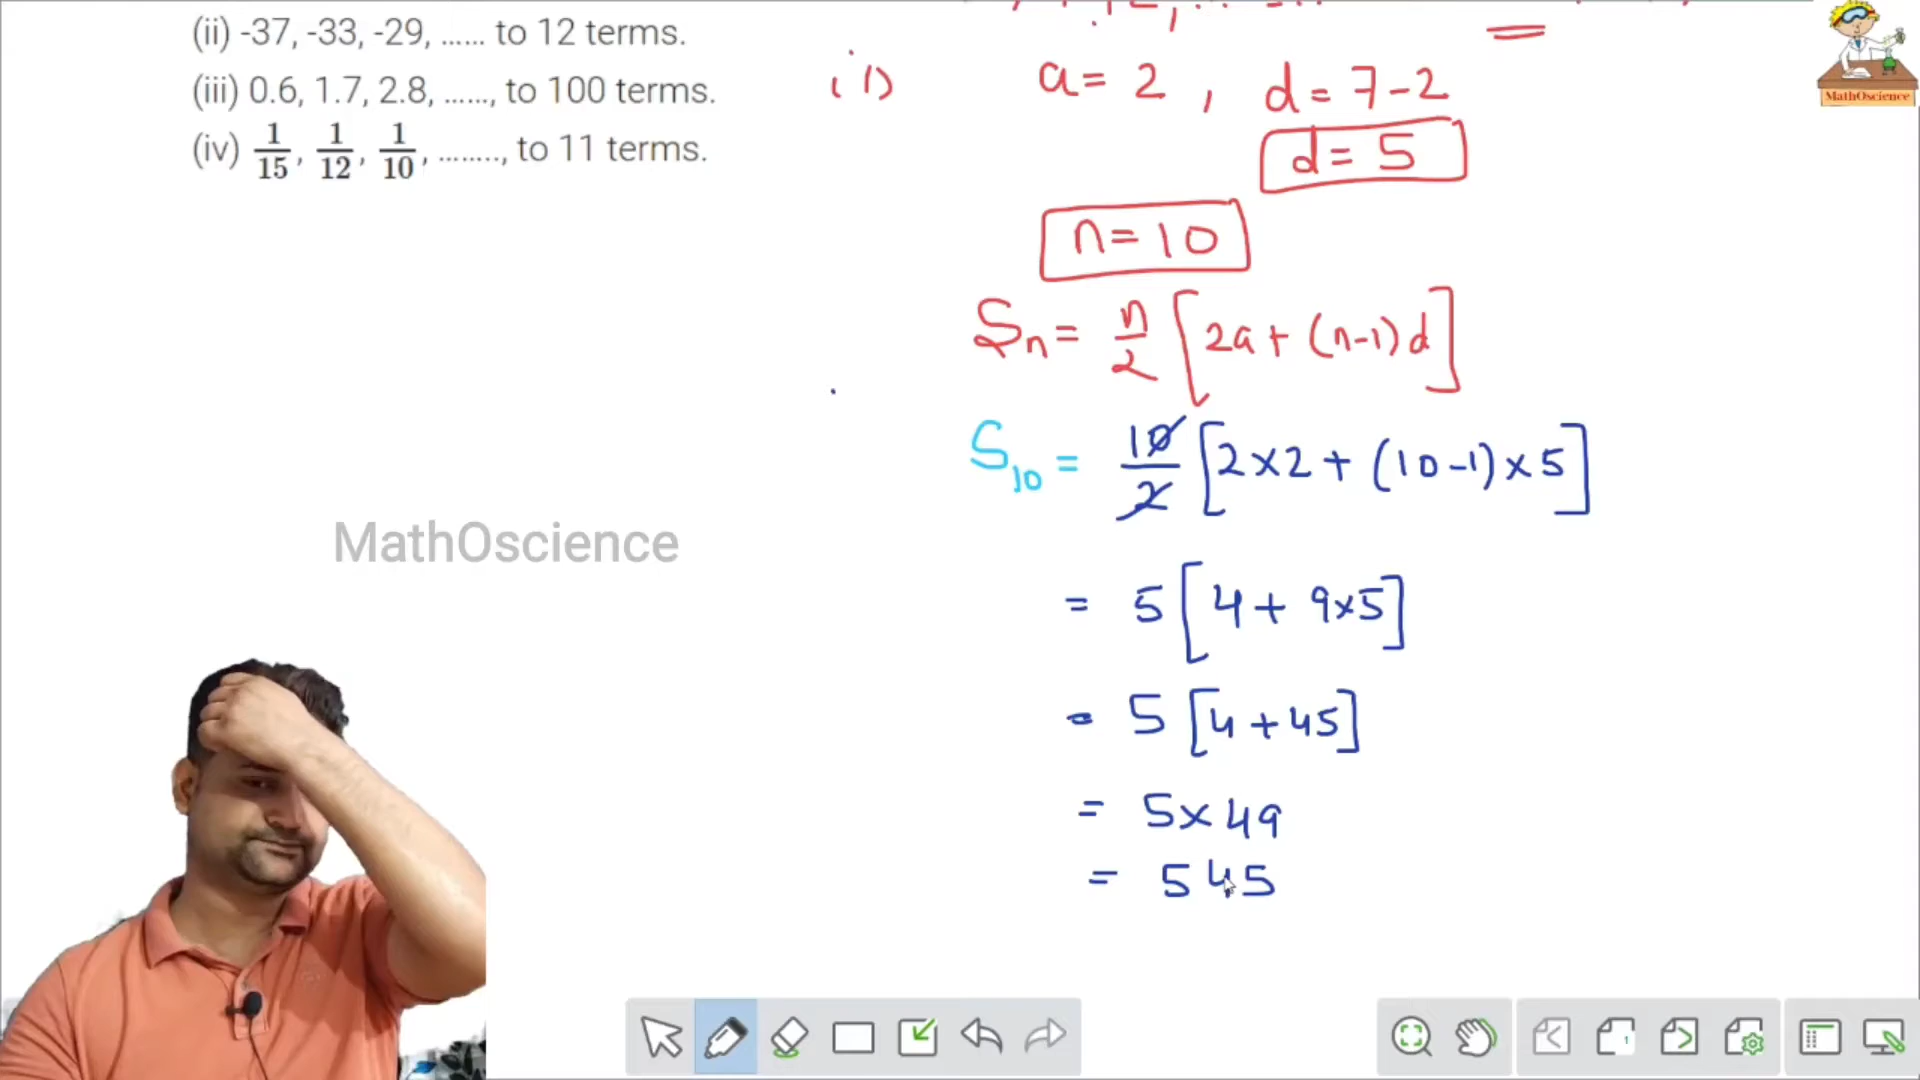 (ii) -37, -33, -29, ...... to 12 terms.
(iii) 0.6, 1.7, 2.8, ......, to 100 terms.
(iv) 1/15, 1/12, 1/10, ........, to 11 terms.
MathOscience
(i) a = 2, d = 7-2
d = 5
n = 10
Sn = n/2 [2a + (n-1)d]
S10 = 10/2 [2×2 + (10-1)×5]
= 5[4 + 9×5]
= 5[4+45]
= 5×49
= 545
MathOscience